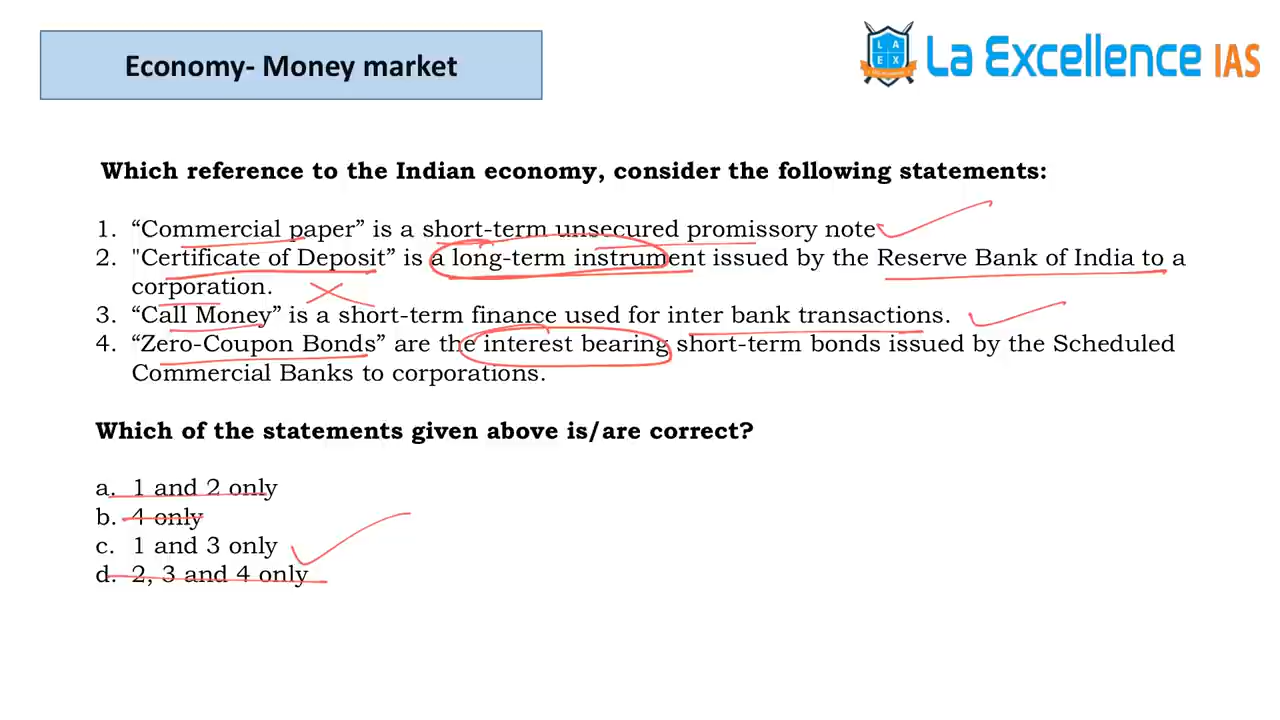 Economy- Money market
L A
E X
La Excellence IAS
Which reference to the Indian economy, consider the following statements:
1. “Commercial paper” is a short-term unsecured promissory note
2. "Certificate of Deposit” is a long-term instrument issued by the Reserve Bank of India to a
corporation.
3. “Call Money” is a short-term finance used for inter bank transactions.
4. “Zero-Coupon Bonds” are the interest bearing short-term bonds issued by the Scheduled
Commercial Banks to corporations.
Which of the statements given above is/are correct?
a. 1 and 2 only
b. 4 only
c. 1 and 3 only
d. 2, 3 and 4 only